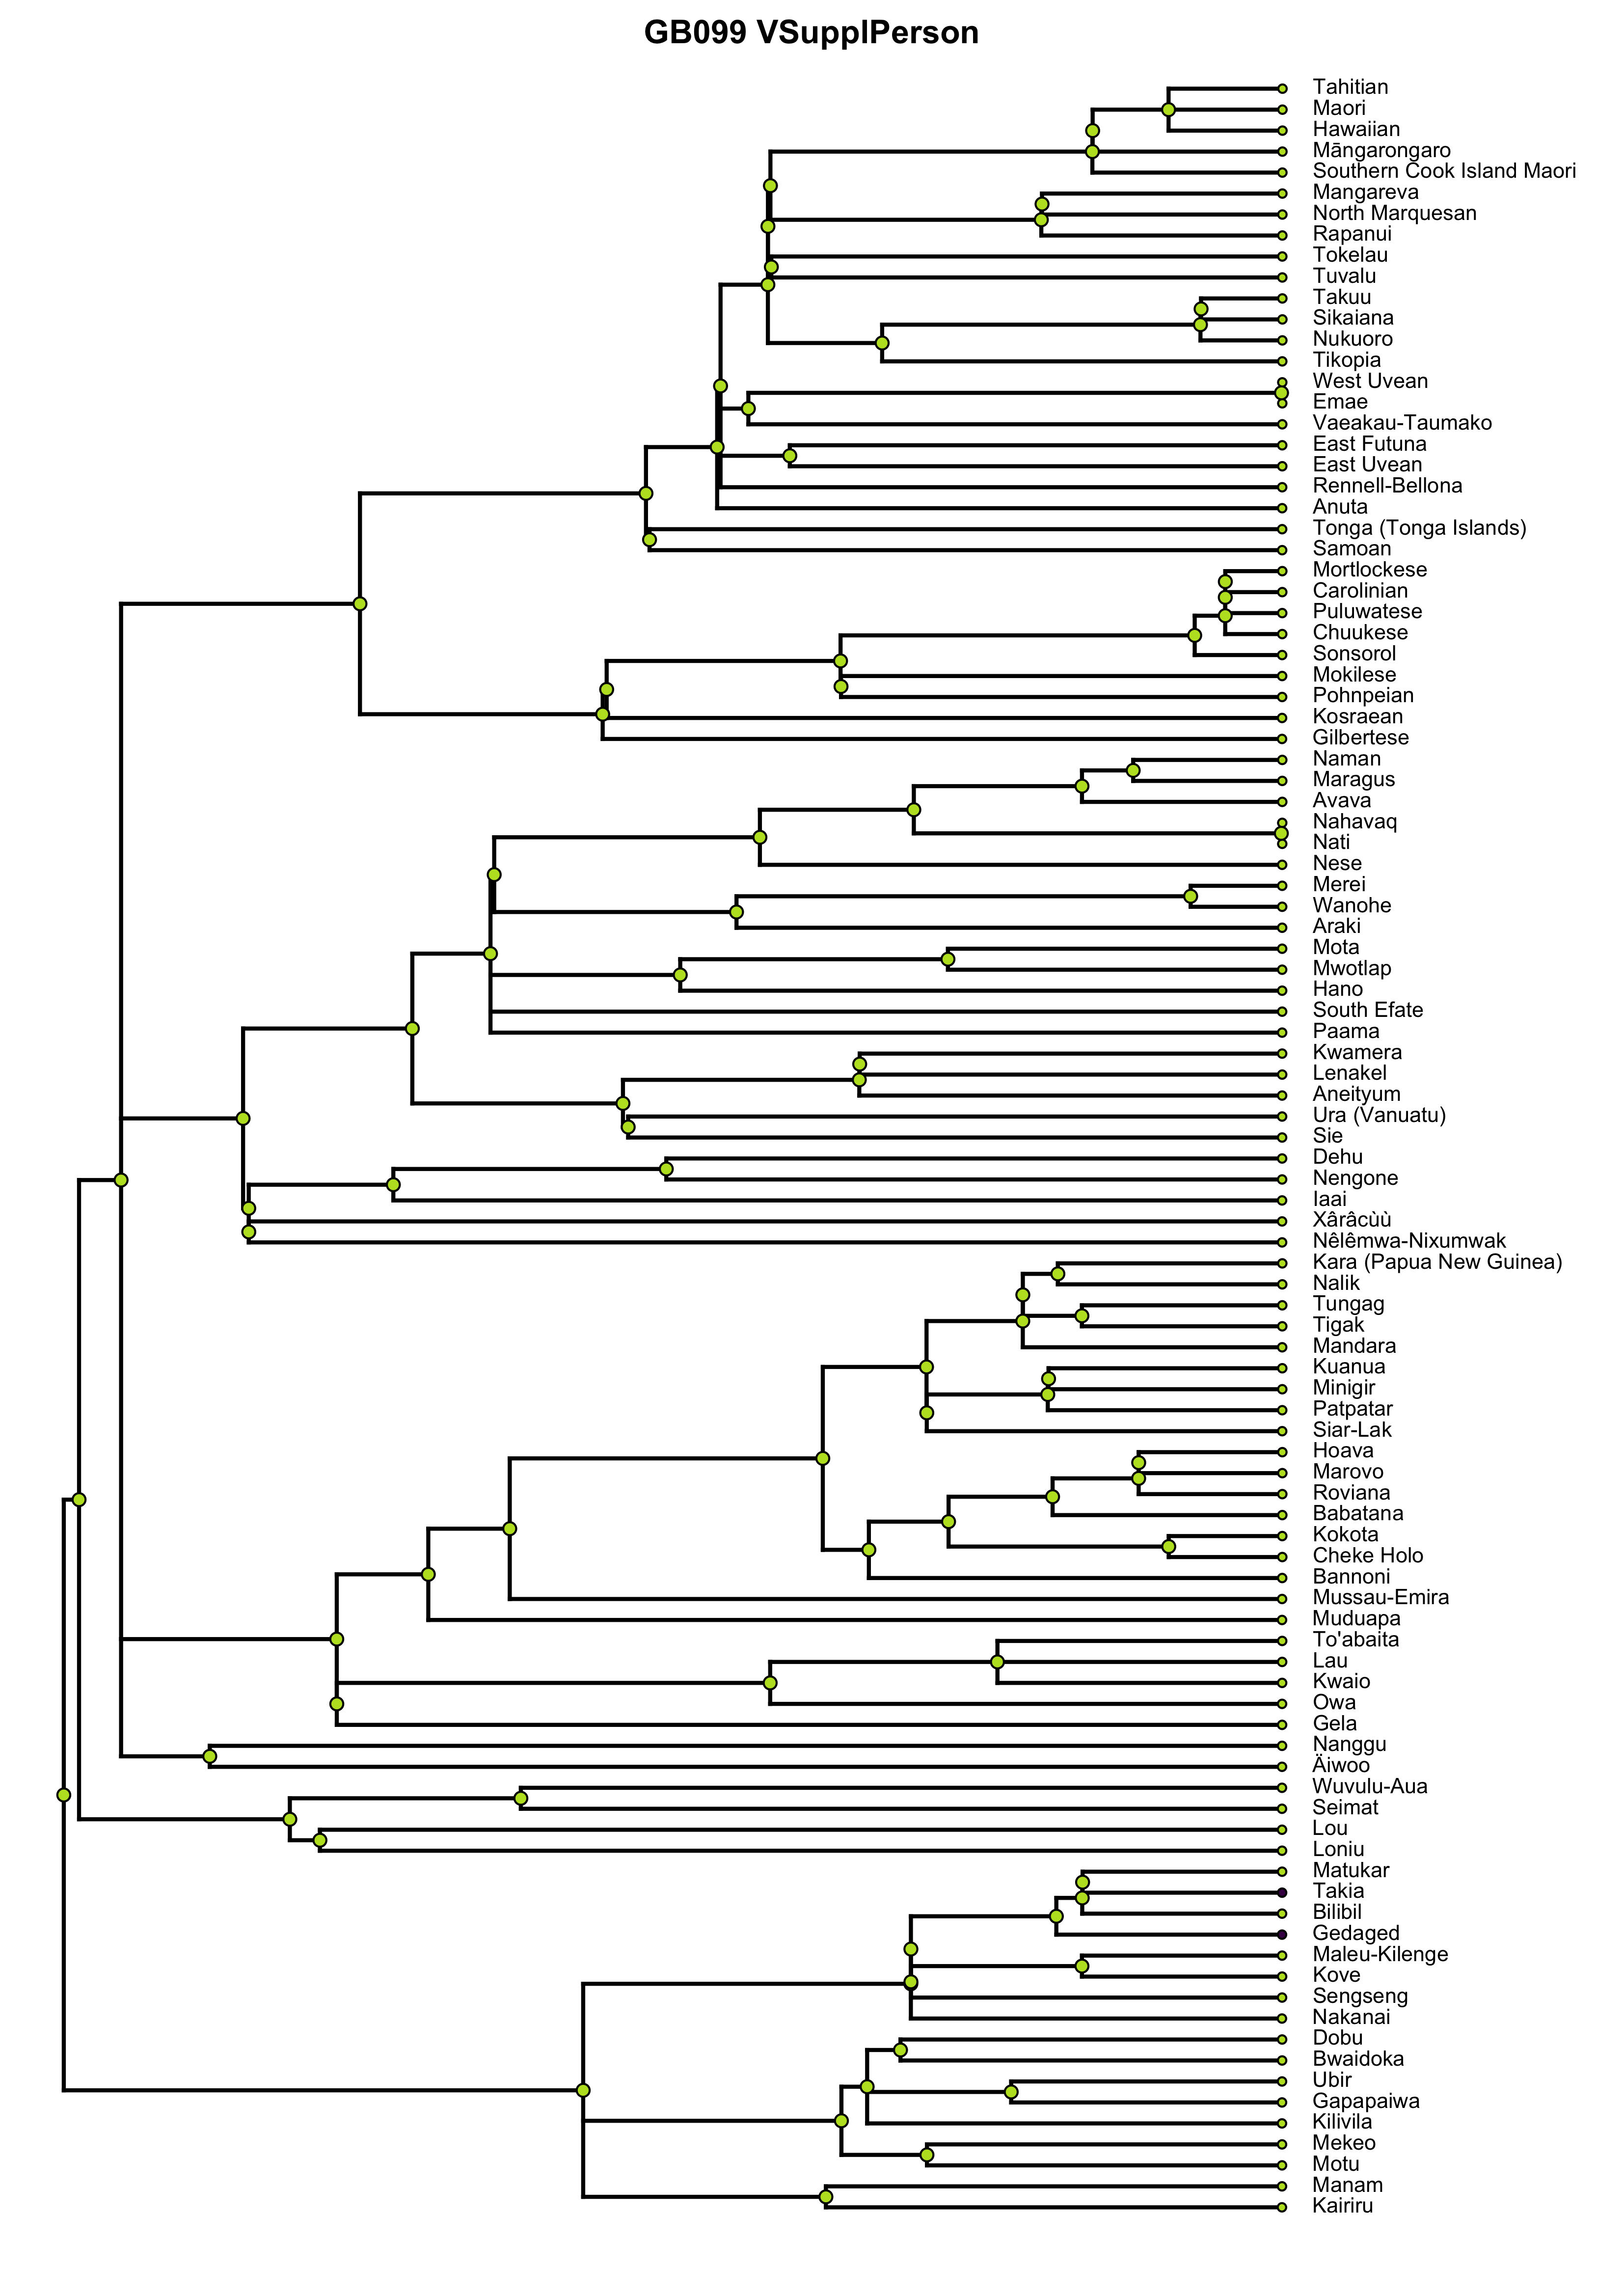 GB099 VSupplPerson
Tahitian
Maori
Hawaiian
Māngarongaro
Southern Cook Island Maori
Mangareva
North Marquesan
Rapanui
Tokelau
Tuvalu
Takuu
Sikaiana
Nukuoro
Tikopia
West Uvean
Emae
Vaeakau-Taumako
East Futuna
East Uvean
Rennell-Bellona
Anuta
Tonga (Tonga Islands)
Samoan
Mortlockese
Carolinian
Puluwatese
Chuukese
Sonsorol
Mokilese
Pohnpeian
Kosraean
Gilbertese
Naman
Maragus
Avava
Nahavaq
Nati
Nese
Merei
Wanohe
Araki
Mota
Mwotlap
Hano
South Efate
Paama
Kwamera
Lenakel
Aneityum
Ura (Vanuatu)
Sie
Dehu
Nengone
Iaai
Xârâcùù
Nêlêmwa-Nixumwak
Kara (Papua New Guinea)
Nalik
Tungag
Tigak
Mandara
Kuanua
Minigir
Patpatar
Siar-Lak
Hoava
Marovo
Roviana
Babatana
Kokota
Cheke Holo
Bannoni
Mussau-Emira
Muduapa
To'abaita
Lau
Kwaio
Owa
Gela
Nanggu
Äiwoo
Wuvulu-Aua
Seimat
Lou
Loniu
Matukar
Takia
Bilibil
Gedaged
Maleu-Kilenge
Kove
Sengseng
Nakanai
Dobu
Bwaidoka
Ubir
Gapapaiwa
Kilivila
Mekeo
Motu
Manam
Kairiru